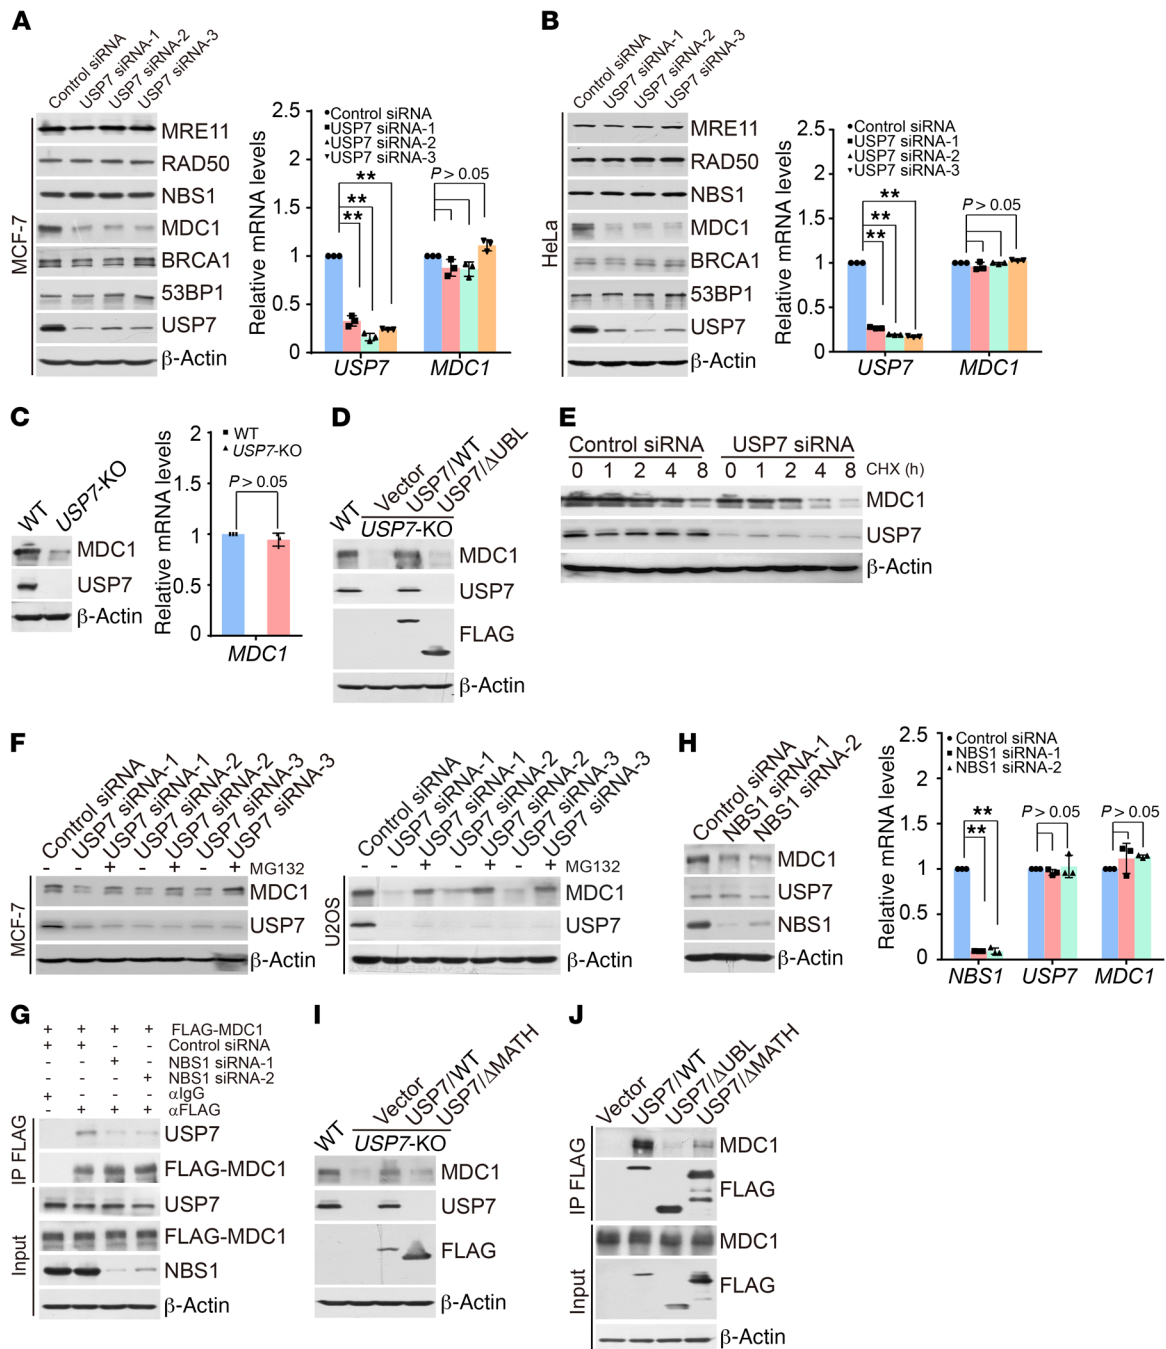 A
Control siRNA
USP7 siRNA-1
USP7 siRNA-2
USP7 siRNA-3
MCF-7
MRE11
RAD50
NBS1
MDC1
BRCA1
53BP1
USP7
β-Actin
Relative mRNA levels
2.5
2
1.5
1
0.5
0
Control siRNA
USP7 siRNA-1
USP7 siRNA-2
USP7 siRNA-3
**
**
**
P > 0.05
USP7
MDC1
B
Control siRNA
USP7 siRNA-1
USP7 siRNA-2
USP7 siRNA-3
HeLa
MRE11
RAD50
NBS1
MDC1
BRCA1
53BP1
USP7
β-Actin
Relative mRNA levels
2.5
2
1.5
1
0.5
0
Control siRNA
USP7 siRNA-1
USP7 siRNA-2
USP7 siRNA-3
**
**
**
P > 0.05
USP7
MDC1
C
WT
USP7-KO
MDC1
USP7
β-Actin
Relative mRNA levels
2
1.5
1
0.5
0
WT
USP7-KO
P > 0.05
MDC1
D
WT
Vector
USP7/WT
USP7/ΔUBL
USP7-KO
MDC1
USP7
FLAG
β-Actin
E
Control siRNA USP7 siRNA
0 1 2 4 8 0 1 2 4 8 CHX (h)
MDC1
USP7
β-Actin
F
Control siRNA
USP7 siRNA-1
USP7 siRNA-1
USP7 siRNA-2
USP7 siRNA-2
USP7 siRNA-3
USP7 siRNA-3
- - + - + - + MG132
MCF-7
MDC1
USP7
β-Actin
Control siRNA
USP7 siRNA-1
USP7 siRNA-1
USP7 siRNA-2
USP7 siRNA-2
USP7 siRNA-3
USP7 siRNA-3
- - + - + - + MG132
U2OS
MDC1
USP7
β-Actin
H
Control siRNA
NBS1 siRNA-1
NBS1 siRNA-2
MDC1
USP7
NBS1
β-Actin
Relative mRNA levels
2.5
2
1.5
1
0.5
0
Control siRNA
NBS1 siRNA-1
NBS1 siRNA-2
**
**
P > 0.05
P > 0.05
NBS1
USP7
MDC1
G
+ + + + FLAG-MDC1
+ + - - Control siRNA
- - + - NBS1 siRNA-1
- - - + NBS1 siRNA-2
+ - - - αIgG
- + + + αFLAG
IP FLAG
USP7
FLAG-MDC1
Input
USP7
FLAG-MDC1
NBS1
β-Actin
I
WT
Vector
USP7/WT
USP7/ΔMATH
USP7-KO
MDC1
USP7
FLAG
β-Actin
J
Vector
USP7/WT
USP7/ΔUBL
USP7/ΔMATH
IP FLAG
MDC1
FLAG
Input
MDC1
FLAG
β-Actin